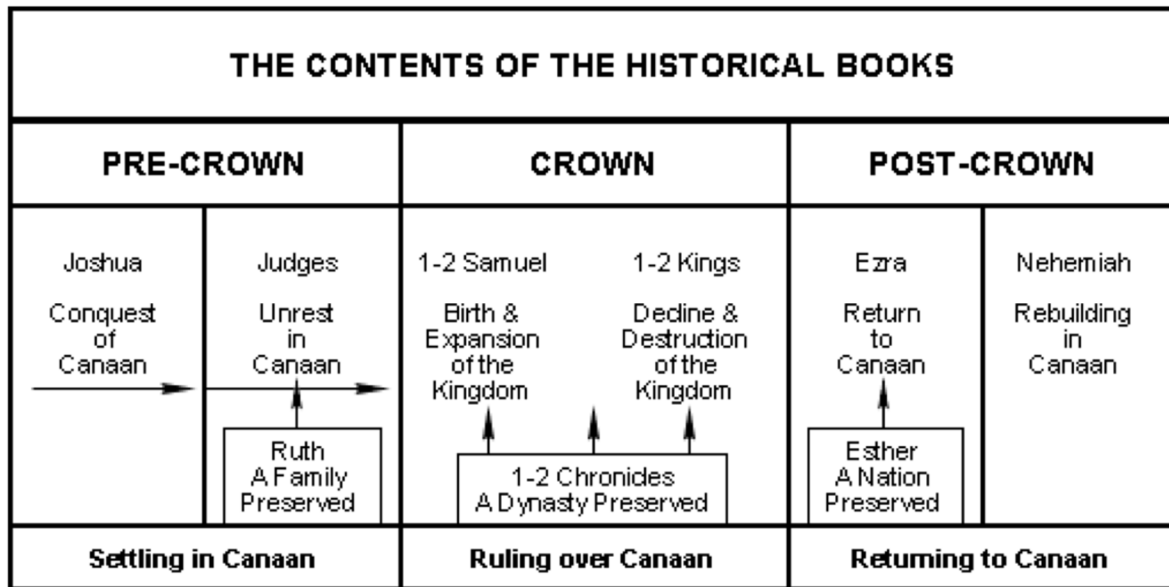 THE CONTENTS OF THE HISTORICAL BOOKS
PRE-CROWN
CROWN
POST-CROWN
Joshua
Conquest
of
Canaan
Judges
Unrest
in
Canaan
Ruth
A Family
Preserved
1-2 Samuel
Birth &
Expansion
of the
Kingdom
1-2 Kings
Decline &
Destruction
of the
Kingdom
1-2 Chronicles
A Dynasty Preserved
Ezra
Return
to
Canaan
Esther
A Nation
Preserved
Nehemiah
Rebuilding
in
Canaan
Settling in Canaan
Ruling over Canaan
Returning to Canaan